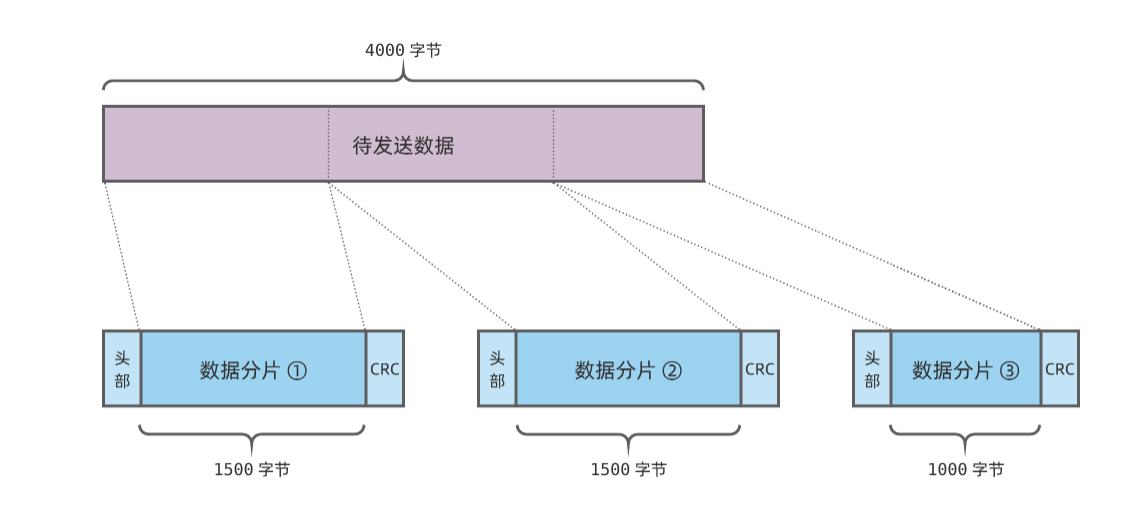 4000 字节
待发送数据
头部
数据分片 ①
CRC
头部
数据分片 ②
CRC
头部
数据分片 ③
CRC
1500 字节
1500 字节
1000 字节